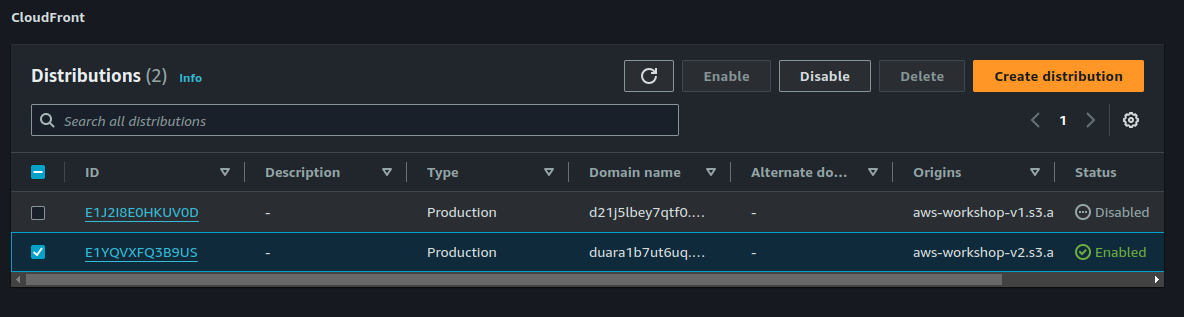 CloudFront
Distributions (2) Info
Enable Disable Delete Create distribution
Search all distributions
1
ID Description Type Domain name Alternate do... Origins Status
E1J2I8E0HKUV0D - Production d21j5lbey7qtf0.... - aws-workshop-v1.s3.a Disabled
E1YQVXFQ3B9US - Production duara1b7ut6uq.... - aws-workshop-v2.s3.a Enabled